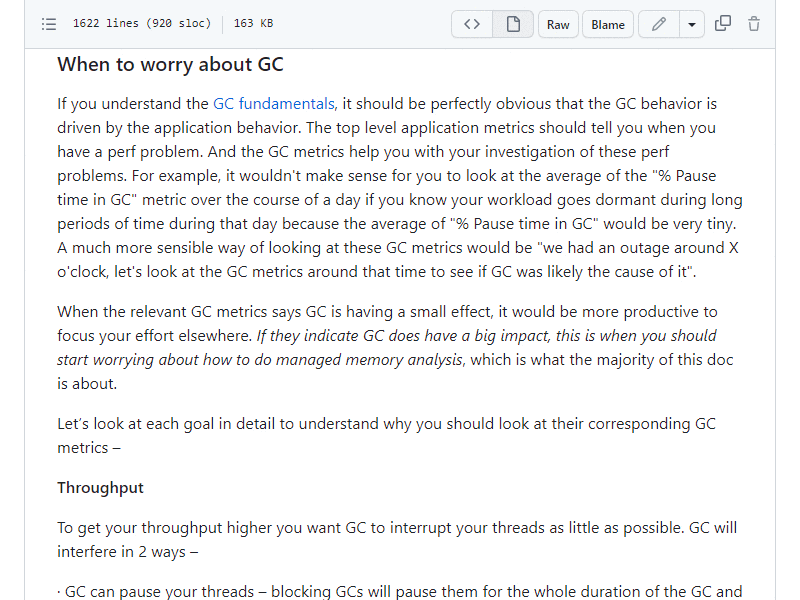 1622 lines (920 sloc) 163 KB
Raw Blame
When to worry about GC
If you understand the GC fundamentals, it should be perfectly obvious that the GC behavior is
driven by the application behavior. The top level application metrics should tell you when you
have a perf problem. And the GC metrics help you with your investigation of these perf
problems. For example, it wouldn't make sense for you to look at the average of the "% Pause
time in GC" metric over the course of a day if you know your workload goes dormant during long
periods of time during that day because the average of "% Pause time in GC" would be very tiny.
A much more sensible way of looking at these GC metrics would be "we had an outage around X
o'clock, let's look at the GC metrics around that time to see if GC was likely the cause of it".
When the relevant GC metrics says GC is having a small effect, it would be more productive to
focus your effort elsewhere. If they indicate GC does have a big impact, this is when you should
start worrying about how to do managed memory analysis, which is what the majority of this doc
is about.
Let’s look at each goal in detail to understand why you should look at their corresponding GC
metrics –
Throughput
To get your throughput higher you want GC to interrupt your threads as little as possible. GC will
interfere in 2 ways –
· GC can pause your threads – blocking GCs will pause them for the whole duration of the GC and